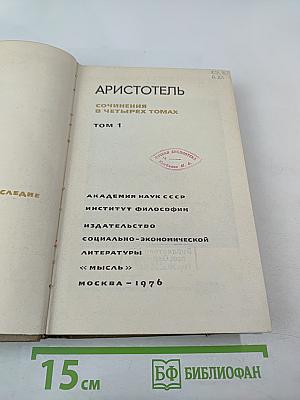 АРИСТОТЕЛЬ
СОЧИНЕНИЯ
В ЧЕТЫРЕХ ТОМАХ
ТОМ 1
СЛЕДИЕ
АКАДЕМИЯ НАУК СССР
ИНСТИТУТ ФИЛОСОФИИ
ИЗДАТЕЛЬСТВО
СОЦИАЛЬНО-ЭКОНОМИЧЕСКОЙ
ЛИТЕРАТУРЫ
«МЫСЛЬ»
МОСКВА – 1976
15 см
БФ БИБЛИОФАН